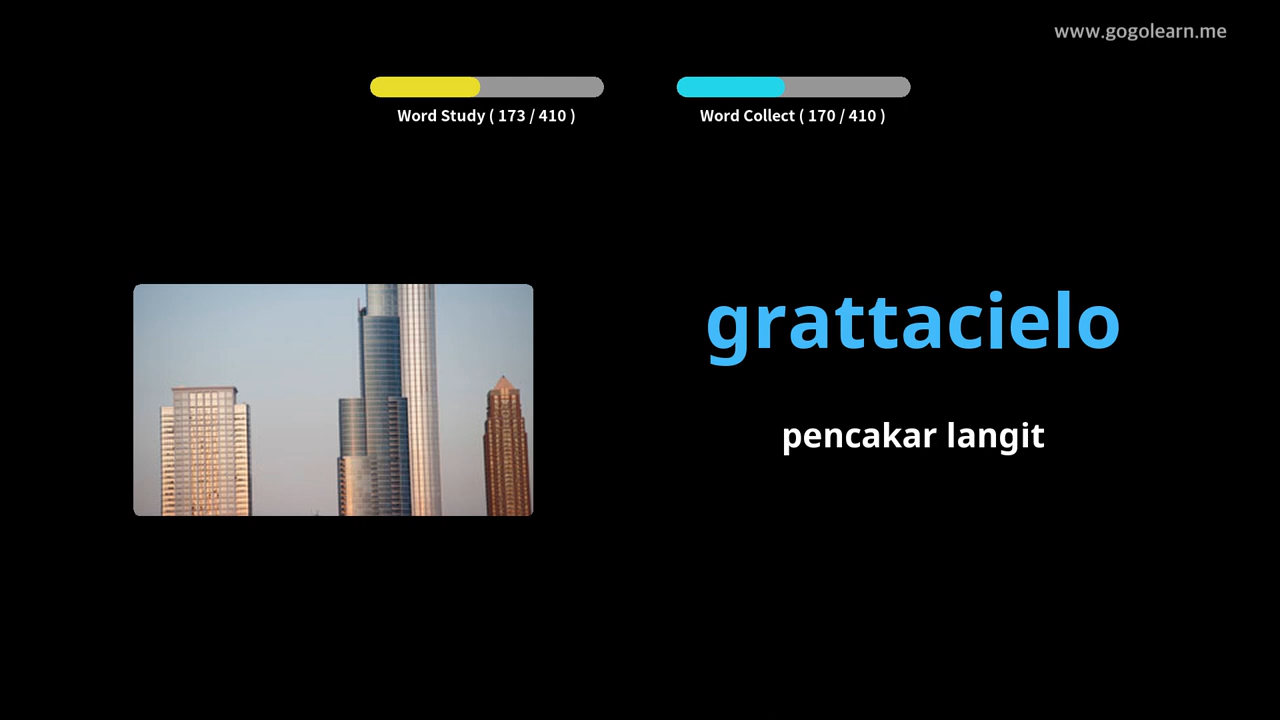 www.gogolearn.me
Word Study ( 173 / 410 )
Word Collect ( 170 / 410 )
grattacielo
pencakar langit